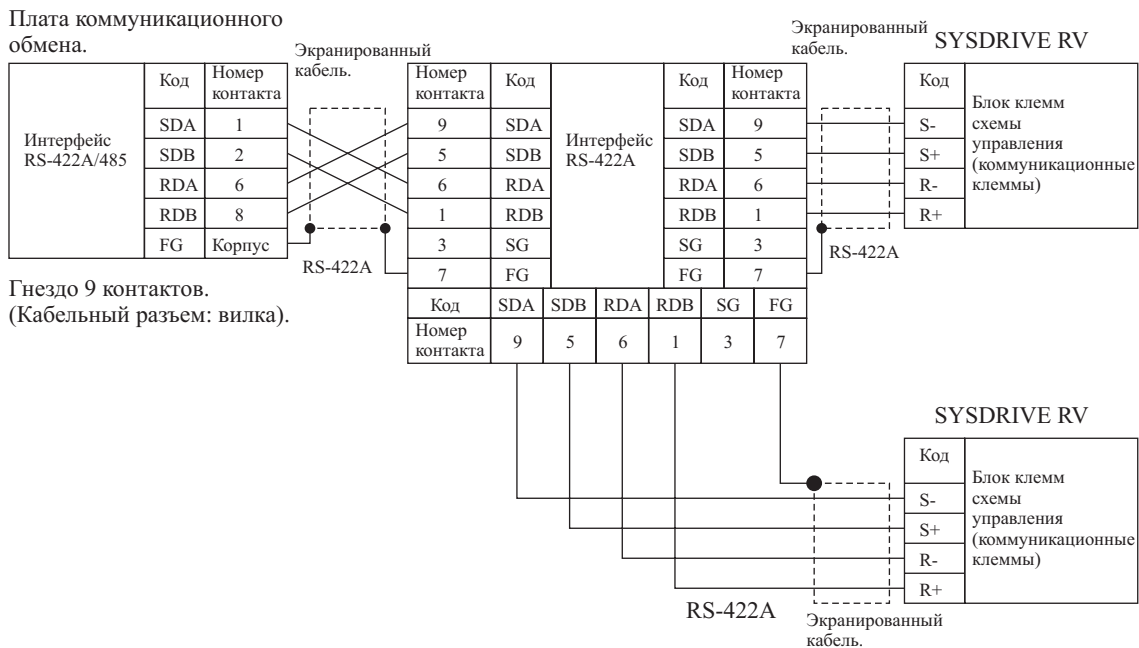 Плата коммуникационного
обмена.
Экранированный
кабель.
Экранированный
кабель.
SYSDRIVE RV
Интерфейс
RS-422A/485
Код
Номер
контакта
SDA 1
SDB 2
RDA 6
RDB 8
FG Корпус
Гнездо 9 контактов.
(Кабельный разъем: вилка).
RS-422A
Номер
контакта
Код
9 SDA
5 SDB
6 RDA
1 RDB
3 SG
7 FG
Интерфейс
RS-422A
Код
Номер
контакта
SDA 9
SDB 5
RDA 6
RDB 1
SG 3
FG 7
RS-422A
Код
S-
S+
R-
R+
Блок клемм
схемы
управления
(коммуникационные
клеммы)
Код SDA SDB RDA RDB SG FG
Номер
контакта
9 5 6 1 3 7
SYSDRIVE RV
Код
S-
S+
R-
R+
Блок клемм
схемы
управления
(коммуникационные
клеммы)
RS-422A
Экранированный
кабель.